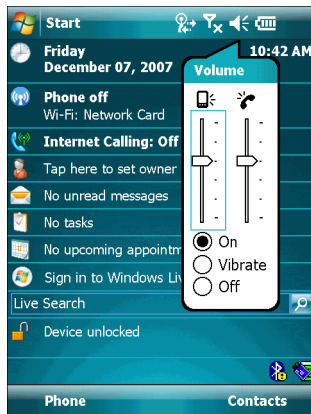 Start
Friday
10:42 AM
December 07, 2007
Volume
Phone off
Wi-Fi: Network Card
Internet Calling: Off
Tap here to set owner
No unread messages
No tasks
No upcoming appointm
On
Sign in to Windows Liv
Vibrate
Off
Live Search
Device unlocked
Phone
Contacts